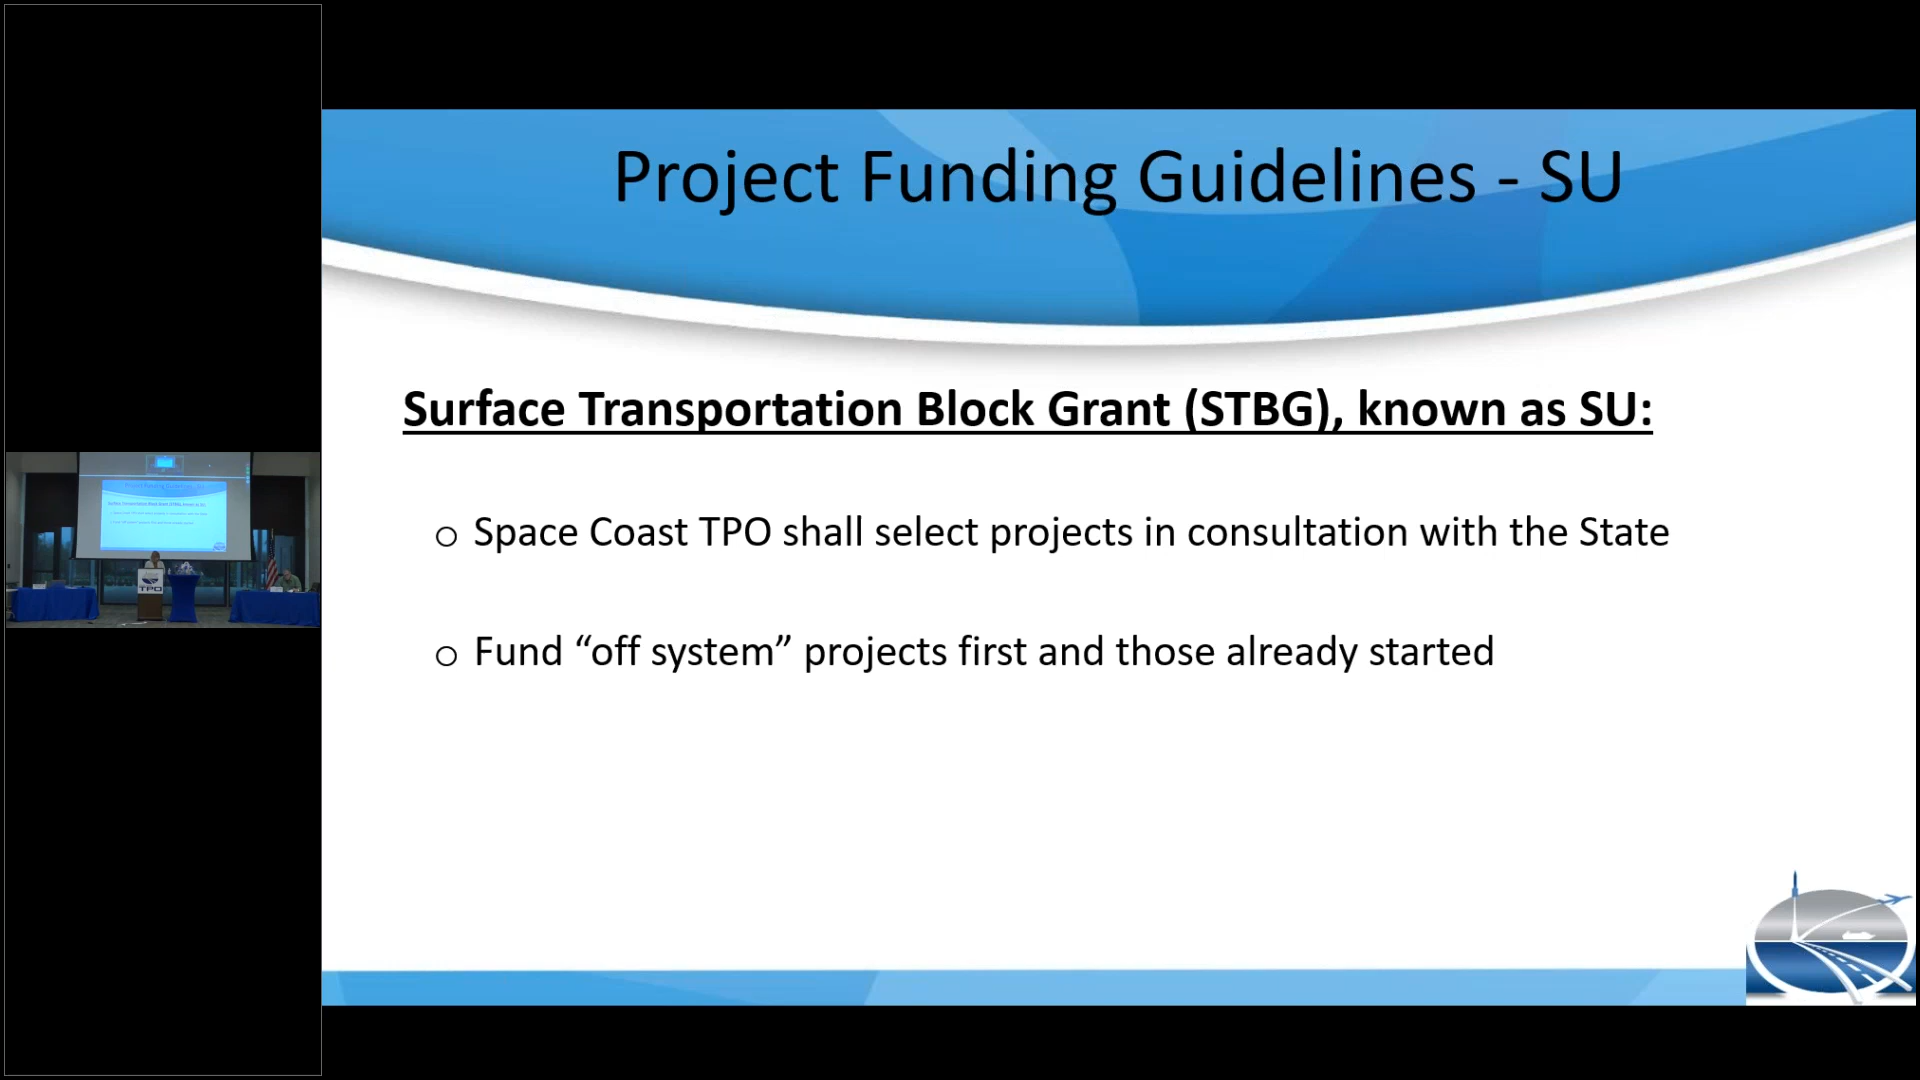 Project Funding Guidelines - SU
Surface Transportation Block Grant (STBG), known as SU:
o Space Coast TPO shall select projects in consultation with the State
o Fund “off system” projects first and those already started
TPO